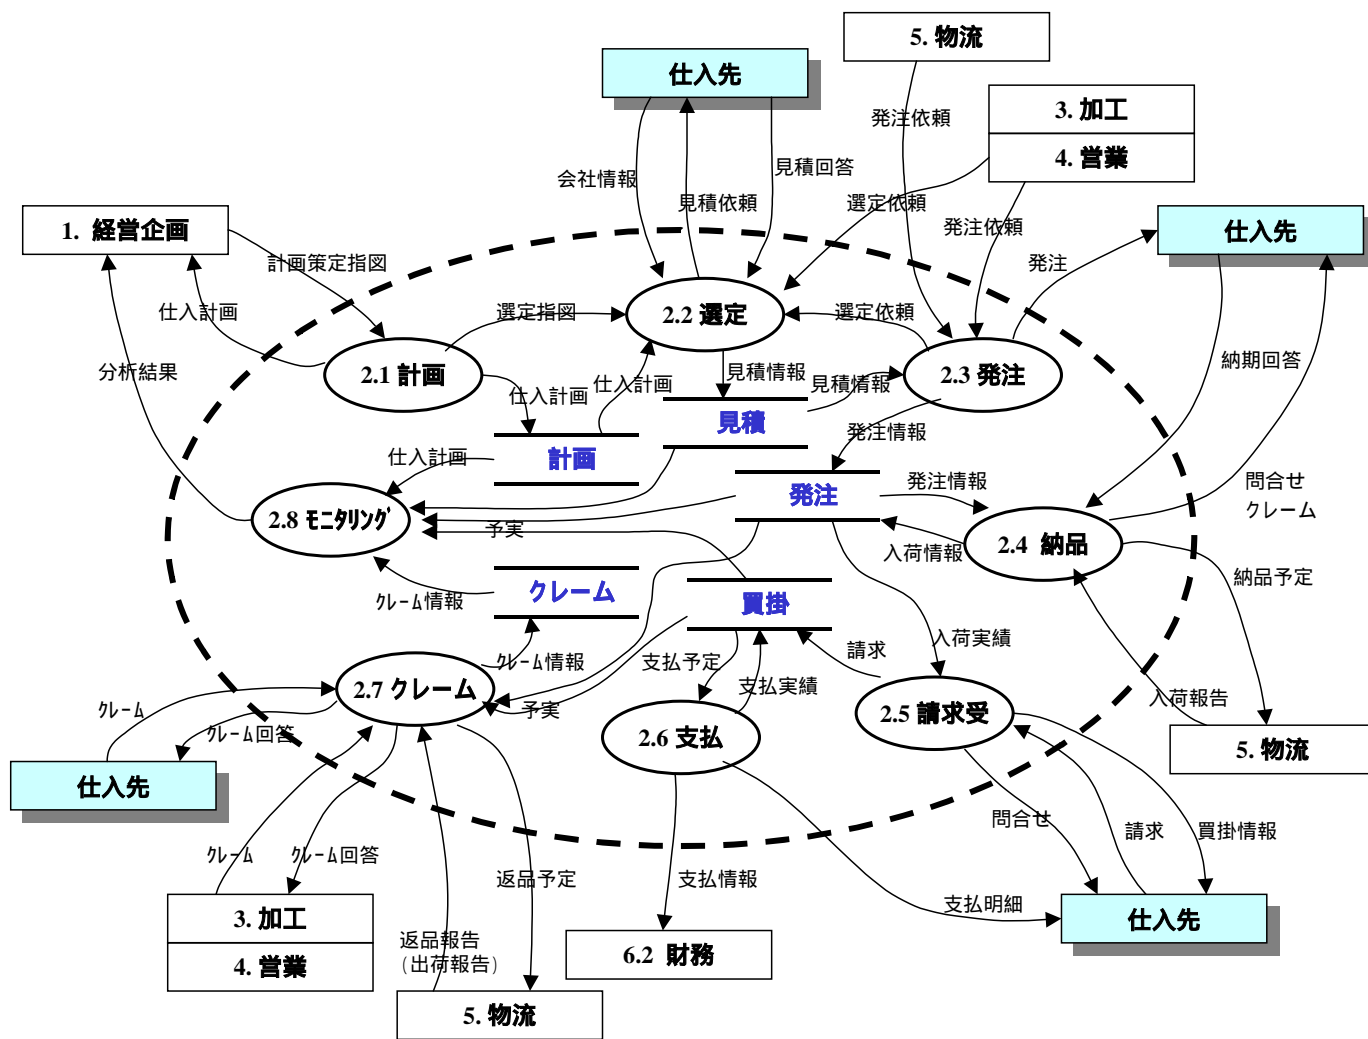 5. 物流
仕入先
3. 加工
4. 営業
発注依頼
見積回答
会社情報
見積依頼
選定依頼
発注依頼
1. 経営企画
仕入先
計画策定指図
発注
仕入計画
選定指図
2.2 選定
選定依頼
分析結果
2.1 計画
仕入計画
仕入計画
見積情報
見積情報
2.3 発注
納期回答
見積
発注情報
仕入計画
計画
発注
発注情報
問合せ
クレーム
2.8 ﾓﾆﾀﾘﾝｸﾞ
予実
入荷情報
2.4 納品
納品予定
ｸﾚｰﾑ情報
クレーム
買掛
入荷実績
ｸﾚｰﾑ情報
支払予定
請求
2.7 クレーム
支払実績
入荷報告
ｸﾚｰﾑ
予実
2.5 請求受
ｸﾚｰﾑ回答
2.6 支払
5. 物流
仕入先
問合せ
請求
買掛情報
ｸﾚｰﾑ
ｸﾚｰﾑ回答
返品予定
支払情報
支払明細
3. 加工
4. 営業
仕入先
返品報告
(出荷報告)
6.2 財務
5. 物流